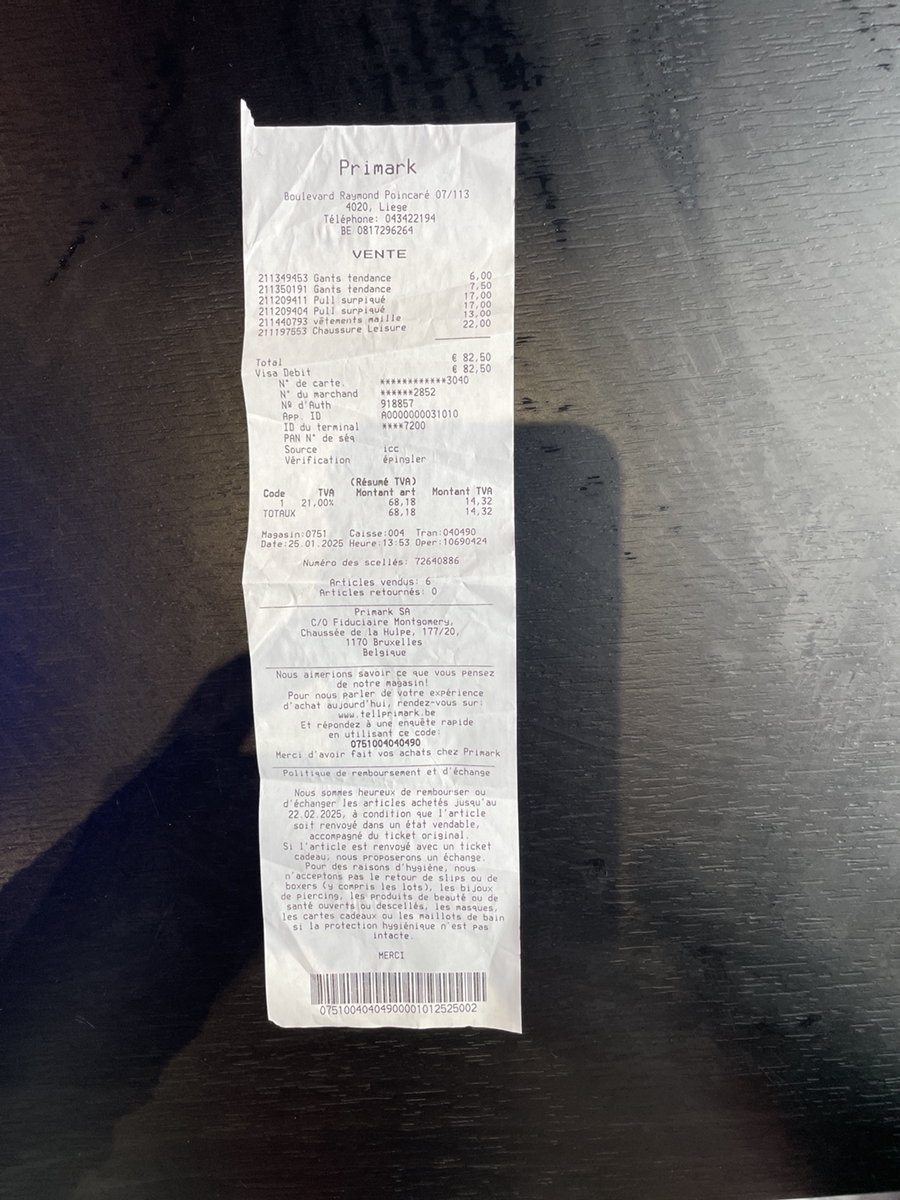 Primark
Boulevard Raymond Poincaré 07/113
4020, Liege
Téléphone: 043422194
BE 0817296264
VENTE
211349453 Gants tendance 6,00
211350191 Gants tendance 7,50
211209411 Pull surpiqué 17,00
211209404 Pull surpiqué 17,00
211440793 vêtements maille 13,00
211197553 Chaussure Leisure 22,00
Total € 82,50
Visa Debit € 82,50
N° de carte. ************3040
N° du marchand ******2852
Nº d'Auth 918857
App. ID A0000000031010
ID du terminal ****7200
PAN N° de séq
Source icc
Vérification épingler
(Résumé TVA)
Code TVA Montant art Montant TVA
1 21,00% 68,18 14,32
TOTAUX 68,18 14,32
Magasin:0751 Caisse:004 Tran:040490
Date:25.01.2025 Heure:13:53 Oper:10690424
Numéro des scellés: 72640886
Articles vendus: 6
Articles retournés: 0
Primark SA
C/O Fiduciaire Montgomery,
Chaussée de la Hulpe, 177/20,
1170 Bruxelles
Belgique
Nous aimerions savoir ce que vous pensez
de notre magasin!
Pour nous parler de votre expérience
d'achat aujourd'hui, rendez-vous sur:
www.tellprimark.be
Et répondez à une enquête rapide
en utilisant ce code:
0751004040490
Merci d'avoir fait vos achats chez Primark
Politique de remboursement et d'échange
Nous sommes heureux de rembourser ou
d'échanger les articles achetés jusqu'au
22.02.2025, à condition que l'article
soit renvoyé dans un état vendable,
accompagné du ticket original.
Si l'article est renvoyé avec un ticket
cadeau, nous proposerons un échange.
Pour des raisons d'hygiène, nous
n'acceptons pas le retour de slips ou de
boxers (y compris les lots), les bijoux
de piercing, les produits de beauté ou de
santé ouverts ou descellés, les masques,
les cartes cadeaux ou les maillots de bain
si la protection hygiénique n'est pas
intacte.
MERCI
07510040404900001012525002